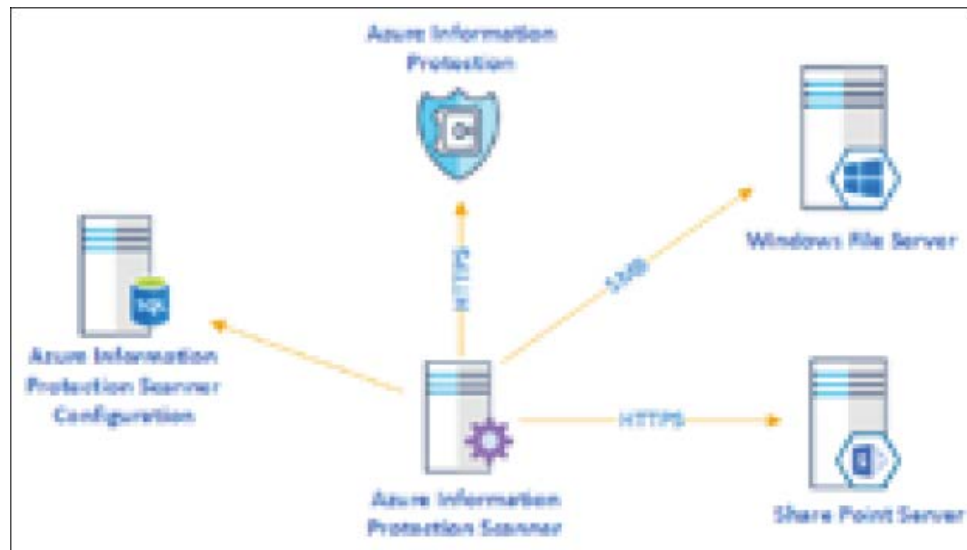 Azure Information
Protection
Windows File Server
HTTPS
SMB
SQL
Azure Information
Protection Scanner
Configuration
HTTPS
Azure Information
Protection Scanner
Share Point Server